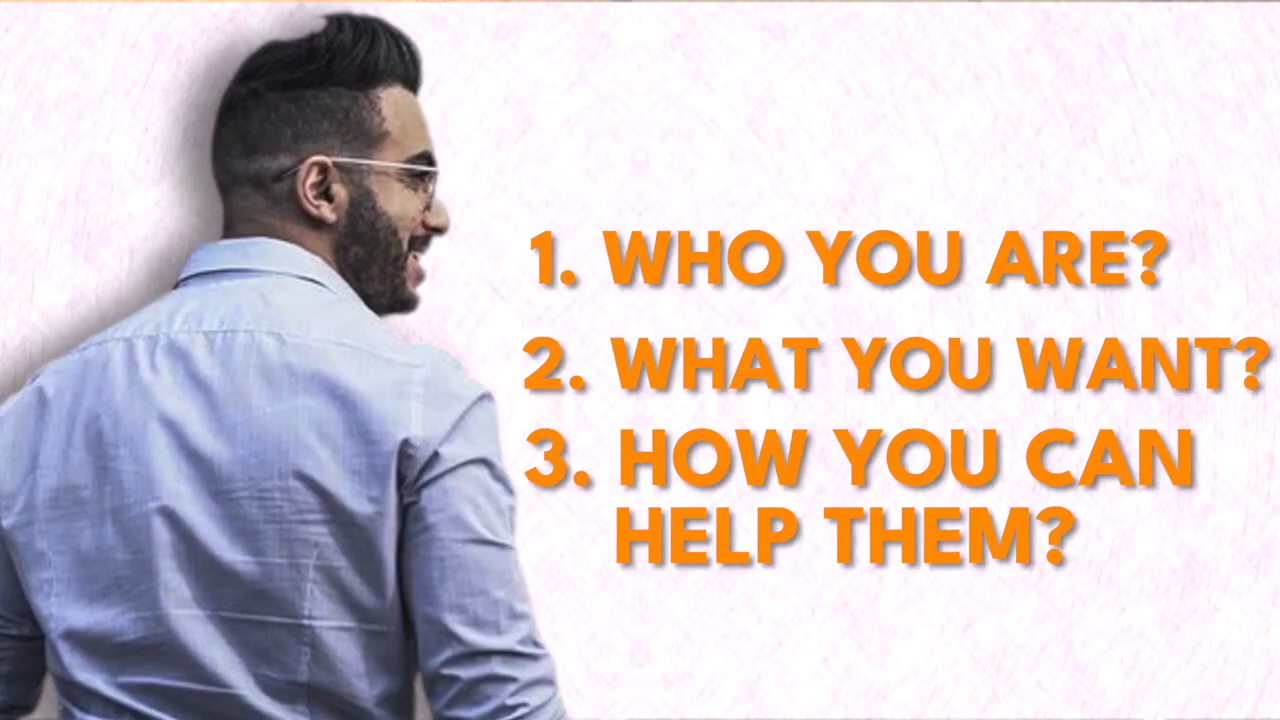 1. WHO YOU ARE?
2. WHAT YOU WANT?
3. HOW YOU CAN
HELP THEM?